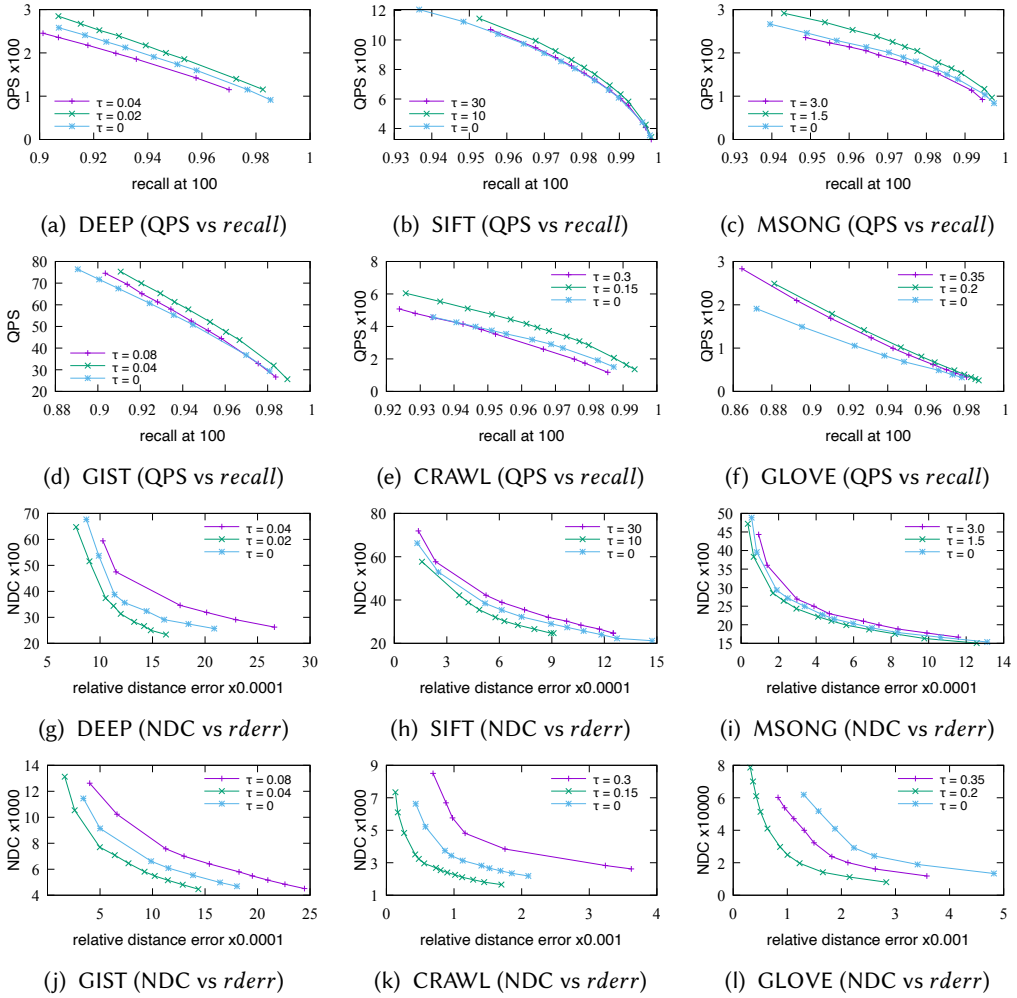 3
2
1
0
QPS x100
τ = 0.04
τ = 0.02
τ = 0
0.9 0.92 0.94 0.96 0.98 1
recall at 100
(a) DEEP (QPS vs recall)
12
10
8
6
4
QPS x100
τ = 30
τ = 10
τ = 0
0.93 0.94 0.95 0.96 0.97 0.98 0.99 1
recall at 100
(b) SIFT (QPS vs recall)
3
2
1
0
QPS x100
τ = 3.0
τ = 1.5
τ = 0
0.93 0.94 0.95 0.96 0.97 0.98 0.99 1
recall at 100
(c) MSONG (QPS vs recall)
80
70
60
50
40
30
20
QPS
τ = 0.08
τ = 0.04
τ = 0
0.88 0.9 0.92 0.94 0.96 0.98 1
recall at 100
(d) GIST (QPS vs recall)
8
6
4
2
0
QPS x100
τ = 0.3
τ = 0.15
τ = 0
0.92 0.93 0.94 0.95 0.96 0.97 0.98 0.99 1
recall at 100
(e) CRAWL (QPS vs recall)
3
2
1
0
QPS x100
τ = 0.35
τ = 0.2
τ = 0
0.86 0.88 0.9 0.92 0.94 0.96 0.98 1
recall at 100
(f) GLOVE (QPS vs recall)
70
60
50
40
30
20
NDC x100
τ = 0.04
τ = 0.02
τ = 0
5 10 15 20 25 30
relative distance error x0.0001
(g) DEEP (NDC vs rderr)
80
60
40
20
NDC x100
τ = 30
τ = 10
τ = 0
0 3 6 9 12 15
relative distance error x0.0001
(h) SIFT (NDC vs rderr)
50
45
40
35
30
25
20
15
NDC x100
τ = 3.0
τ = 1.5
τ = 0
0 2 4 6 8 10 12 14
relative distance error x0.0001
(i) MSONG (NDC vs rderr)
14
12
10
8
6
4
NDC x1000
τ = 0.08
τ = 0.04
τ = 0
5 10 15 20 25
relative distance error x0.0001
(j) GIST (NDC vs rderr)
9
7
5
3
1
NDC x1000
τ = 0.3
τ = 0.15
τ = 0
0 1 2 3 4
relative distance error x0.001
(k) CRAWL (NDC vs rderr)
8
6
4
2
0
NDC x10000
τ = 0.35
τ = 0.2
τ = 0
0 1 2 3 4 5
relative distance error x0.001
(l) GLOVE (NDC vs rderr)